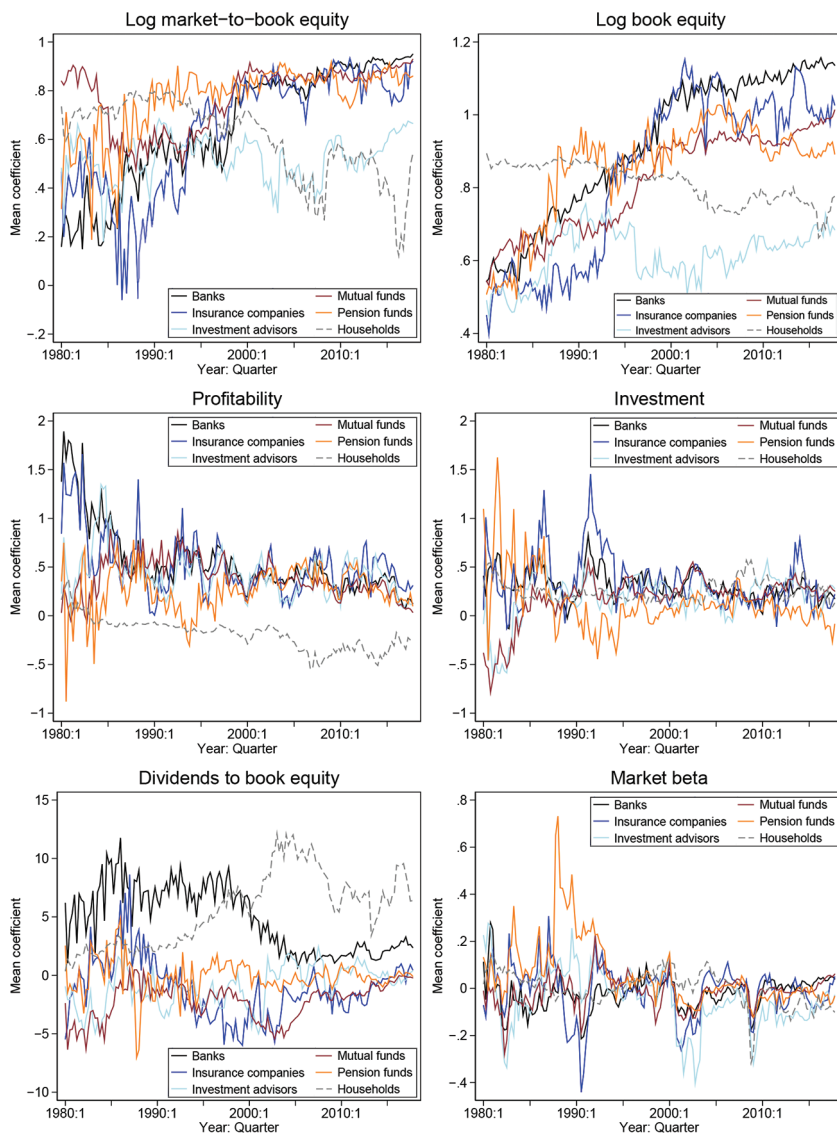 Log market-to-book equity
Mean coefficient
1
.8
.6
.4
.2
0
-.2
Banks Mutual funds
Insurance companies Pension funds
Investment advisors Households
1980:1 1990:1 2000:1 2010:1
Year: Quarter
Log book equity
Mean coefficient
1.2
1
.8
.6
.4
Banks Mutual funds
Insurance companies Pension funds
Investment advisors Households
1980:1 1990:1 2000:1 2010:1
Year: Quarter
Profitability
Mean coefficient
2
1.5
1
.5
0
-.5
-1
Banks Mutual funds
Insurance companies Pension funds
Investment advisors Households
1980:1 1990:1 2000:1 2010:1
Year: Quarter
Investment
Mean coefficient
2
1.5
1
.5
0
-.5
-1
Banks Mutual funds
Insurance companies Pension funds
Investment advisors Households
1980:1 1990:1 2000:1 2010:1
Year: Quarter
Dividends to book equity
Mean coefficient
15
10
5
0
-5
-10
Banks Mutual funds
Insurance companies Pension funds
Investment advisors Households
1980:1 1990:1 2000:1 2010:1
Year: Quarter
Market beta
Mean coefficient
.8
.6
.4
.2
0
-.2
-.4
Banks Mutual funds
Insurance companies Pension funds
Investment advisors Households
1980:1 1990:1 2000:1 2010:1
Year: Quarter